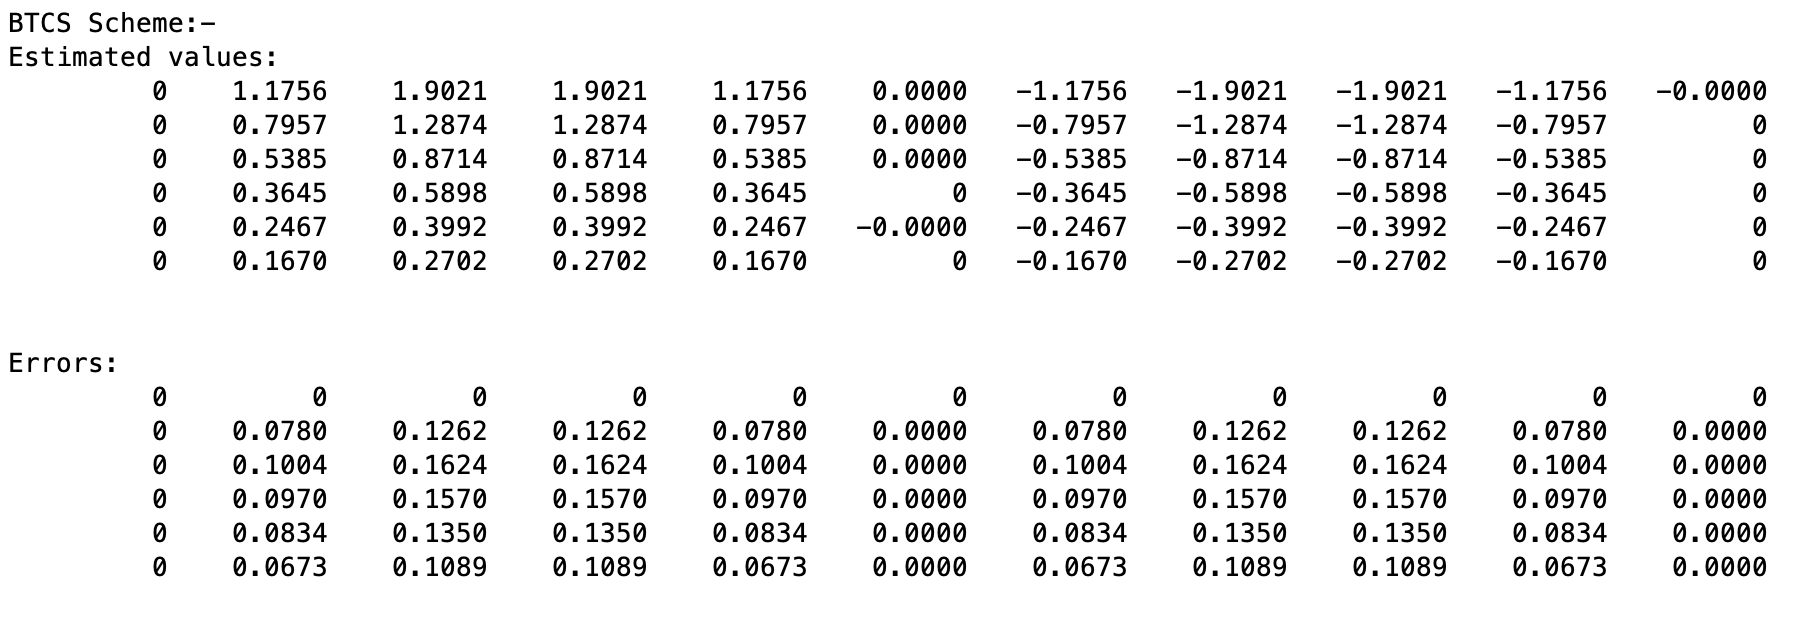 BTCS Scheme:-
Estimated values:
0 1.1756 1.9021 1.9021 1.1756 0.0000 -1.1756 -1.9021 -1.9021 -1.1756 -0.0000
0 0.7957 1.2874 1.2874 0.7957 0.0000 -0.7957 -1.2874 -1.2874 -0.7957 0
0 0.5385 0.8714 0.8714 0.5385 0.0000 -0.5385 -0.8714 -0.8714 -0.5385 0
0 0.3645 0.5898 0.5898 0.3645 0 -0.3645 -0.5898 -0.5898 -0.3645 0
0 0.2467 0.3992 0.3992 0.2467 -0.0000 -0.2467 -0.3992 -0.3992 -0.2467 0
0 0.1670 0.2702 0.2702 0.1670 0 -0.1670 -0.2702 -0.2702 -0.1670 0
Errors:
0 0 0 0 0 0 0 0 0 0 0
0 0.0780 0.1262 0.1262 0.0780 0.0000 0.0780 0.1262 0.1262 0.0780 0.0000
0 0.1004 0.1624 0.1624 0.1004 0.0000 0.1004 0.1624 0.1624 0.1004 0.0000
0 0.0970 0.1570 0.1570 0.0970 0.0000 0.0970 0.1570 0.1570 0.0970 0.0000
0 0.0834 0.1350 0.1350 0.0834 0.0000 0.0834 0.1350 0.1350 0.0834 0.0000
0 0.0673 0.1089 0.1089 0.0673 0.0000 0.0673 0.1089 0.1089 0.0673 0.0000